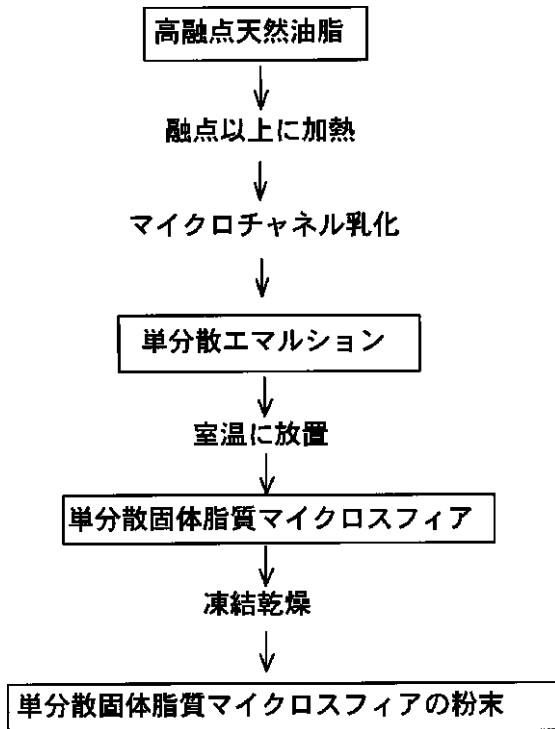 高融点天然油脂
融点以上に加熱
マイクロチャネル乳化
単分散エマルション
室温に放置
単分散固体脂質マイクロスフィア
凍結乾燥
単分散固体脂質マイクロスフィアの粉末